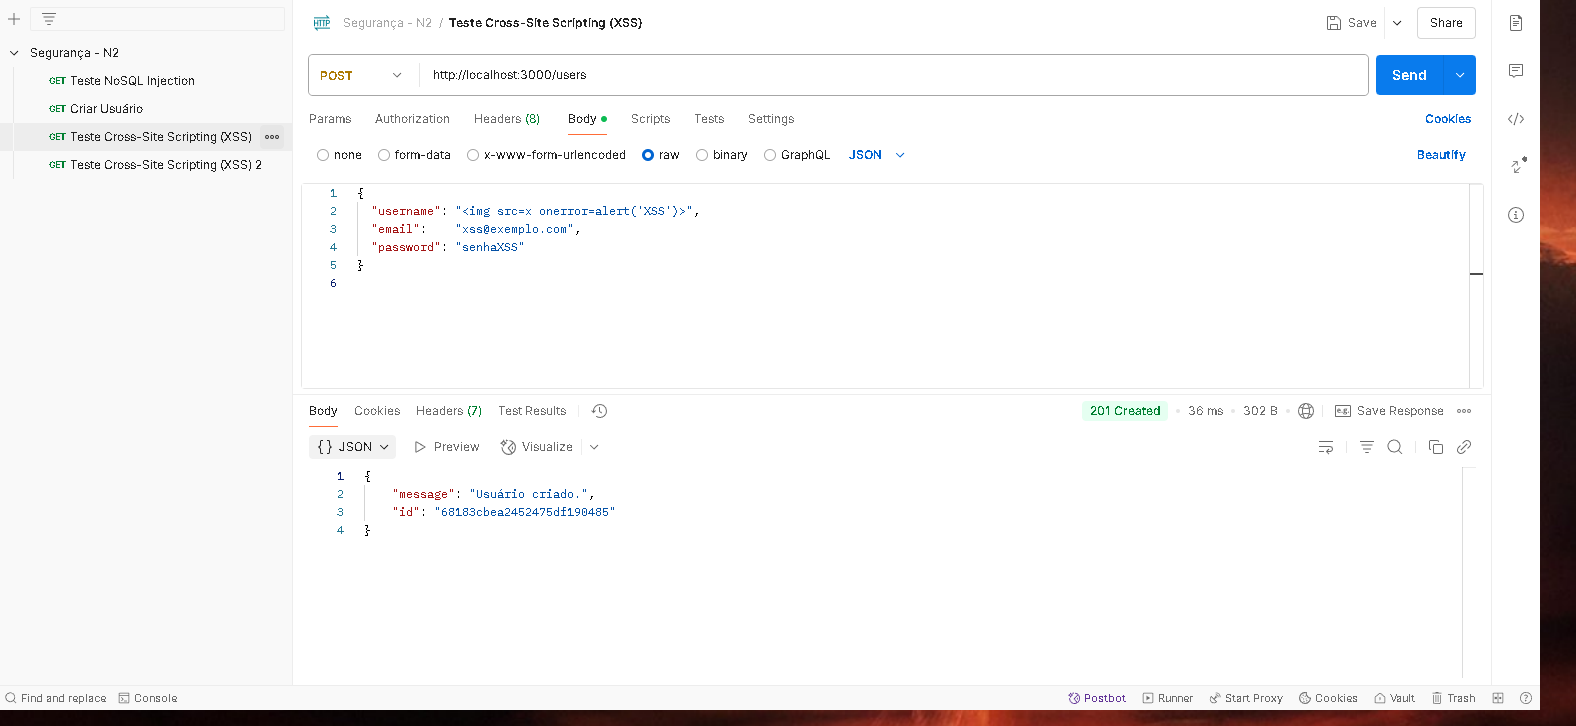 HTTP Segurança - N2 / Teste Cross-Site Scripting (XSS) Save Share
Segurança - N2
GET Teste NoSQL Injection
GET Criar Usuário
GET Teste Cross-Site Scripting (XSS)
GET Teste Cross-Site Scripting (XSS) 2
POST http://localhost:3000/users Send
Params Authorization Headers (8) Body Scripts Tests Settings Cookies
none form-data x-www-form-urlencoded raw binary GraphQL JSON Beautify
1 {
2 "username": "<img src=x onerror=alert('XSS')>",
3 "email": "xss@exemplo.com",
4 "password": "senhaXSS"
5 }
6
Body Cookies Headers (7) Test Results 201 Created • 36 ms • 302 B • e.g. Save Response
{} JSON Preview Visualize
1 {
2 "message": "Usuário criado.",
3 "id": "68183cbea2452475df190485"
4 }
Find and replace Console Postbot Runner Start Proxy Cookies Vault Trash